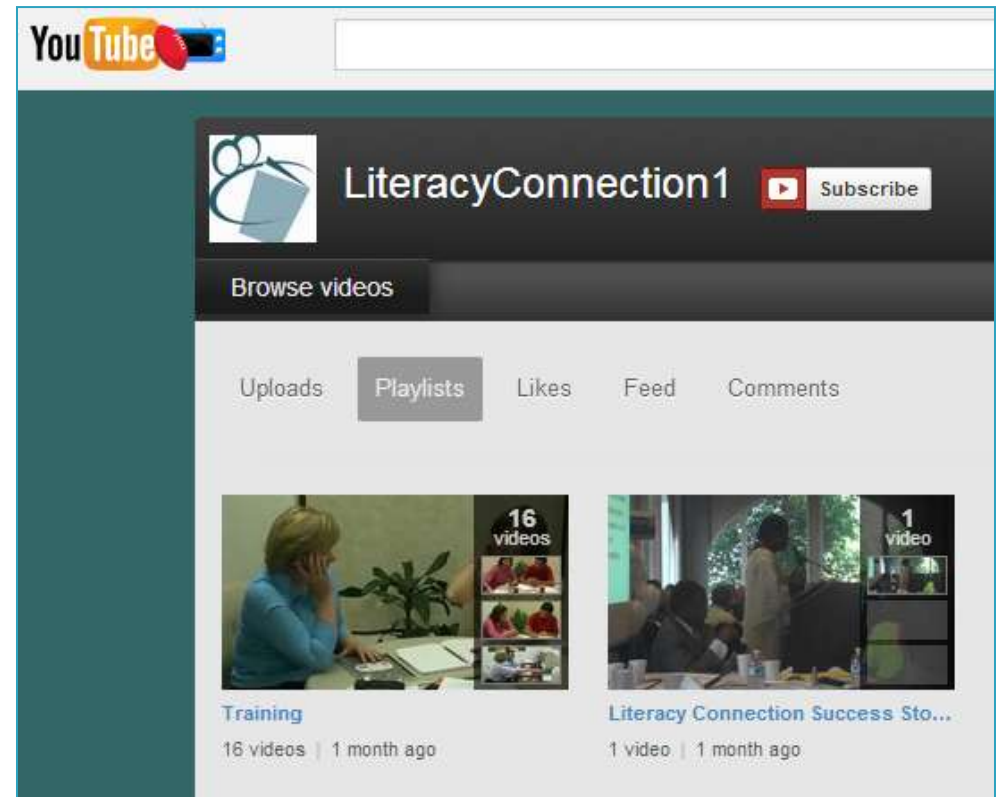 YouTube
LiteracyConnection1 Subscribe
Browse videos
Uploads Playlists Likes Feed Comments
16
videos
1
video
Training
16 videos | 1 month ago
Literacy Connection Success Sto...
1 video | 1 month ago